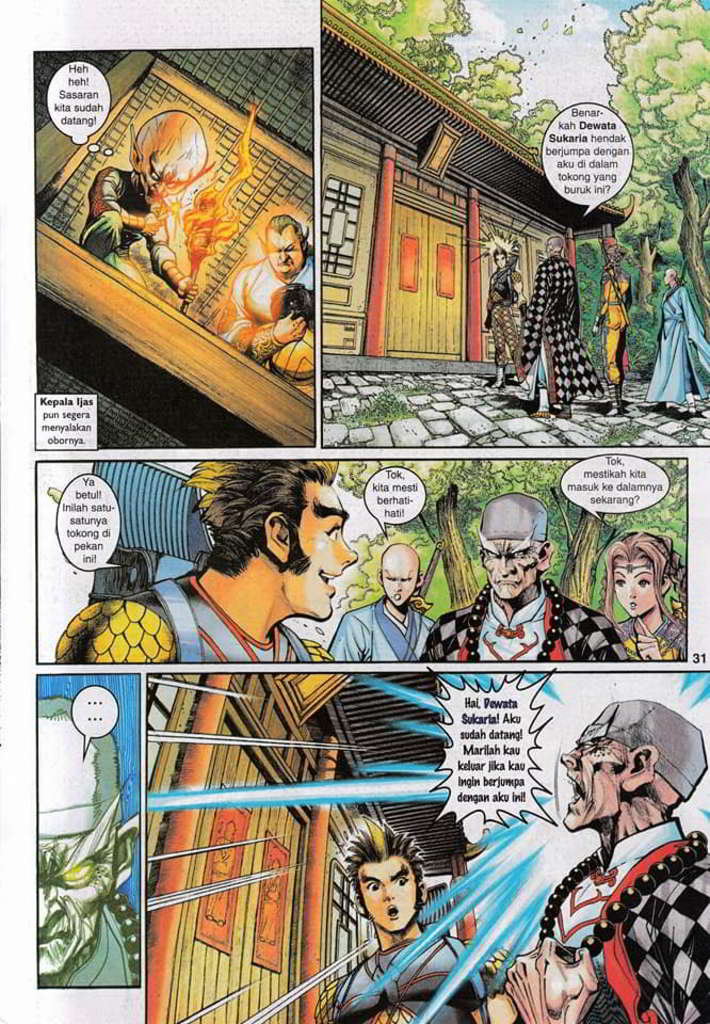 Heh
heh!
Sasaran
kita sudah
datang!
Kepala Ijas
pun segera
menyalakan
obornya.
Benar-
kah Dewata
Sukaria hendak
berjumpa dengan
aku di dalam
tokong yang
buruk ini?
Ya
betul!
Inilah satu-
satunya
tokong di
pekan
ini!
Tok,
kita mesti
berhati-
hati!
Tok,
mestikah kita
masuk ke dalamnya
sekarang?
31
...
...
Hai, Dewata
Sukaria! Aku
sudah datang!
Marilah kau
keluar jika kau
ingin berjumpa
dengan aku ini!